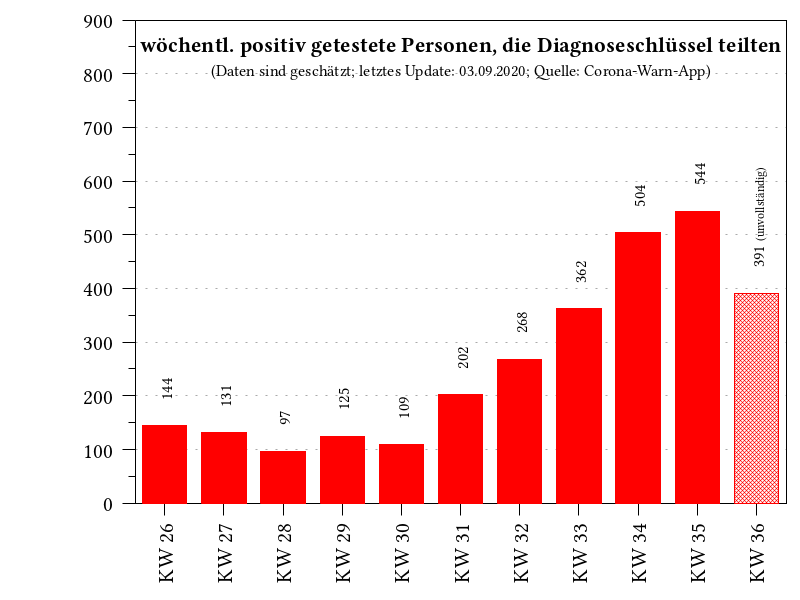 wöchentl. positiv getestete Personen, die Diagnoseschlüssel teilten
(Daten sind geschätzt; letztes Update: 03.09.2020; Quelle: Corona-Warn-App)
900
800
700
600
500
400
300
200
100
0
144
131
97
125
109
202
268
362
504
544
391 (unvollständig)
KW 26
KW 27
KW 28
KW 29
KW 30
KW 31
KW 32
KW 33
KW 34
KW 35
KW 36